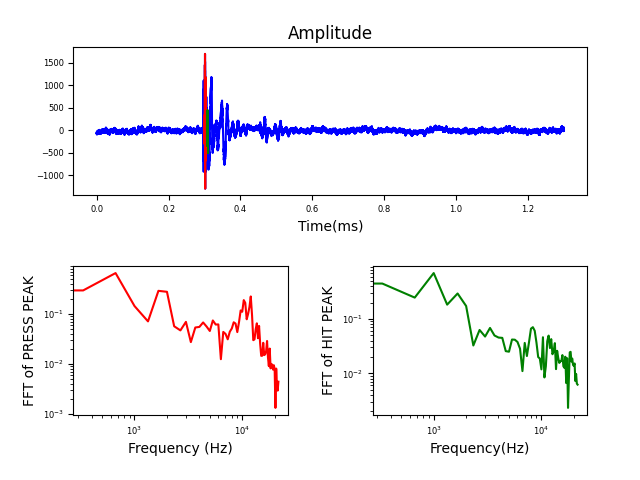 Amplitude
1500
1000
500
0
−500
−1000
0.0 0.2 0.4 0.6 0.8 1.0 1.2
Time(ms)
FFT of PRESS PEAK
10⁻¹
10⁻²
10⁻³
10³ 10⁴
Frequency (Hz)
FFT of HIT PEAK
10⁻¹
10⁻²
10³ 10⁴
Frequency(Hz)